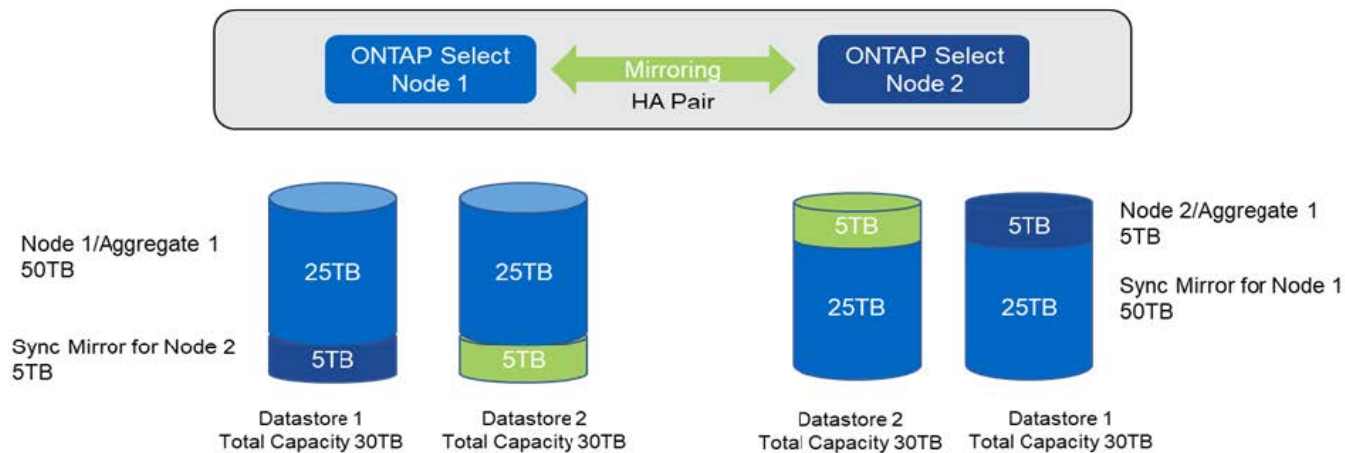 ONTAP Select
Node 1
Mirroring
HA Pair
ONTAP Select
Node 2
Node 1/Aggregate 1
50TB
Sync Mirror for Node 2
5TB
25TB
5TB
25TB
5TB
5TB
25TB
5TB
25TB
Node 2/Aggregate 1
5TB
Sync Mirror for Node 1
50TB
Datastore 1
Total Capacity 30TB
Datastore 2
Total Capacity 30TB
Datastore 2
Total Capacity 30TB
Datastore 1
Total Capacity 30TB